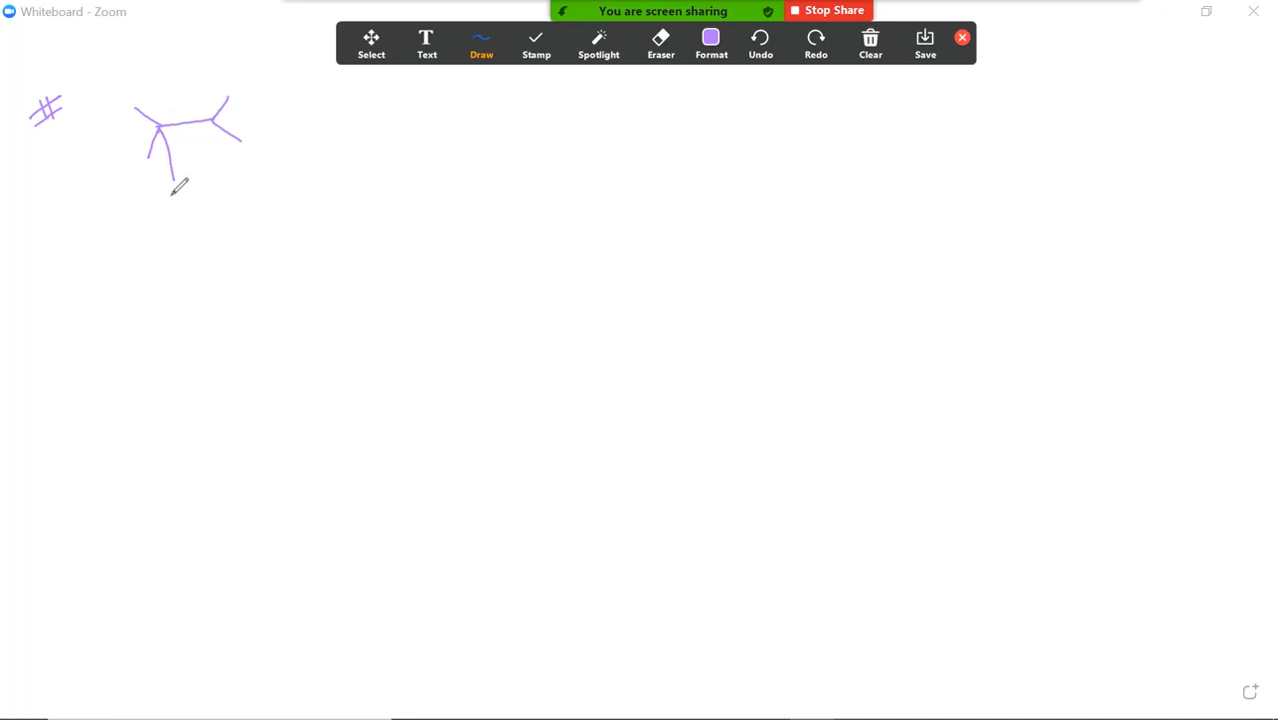 Whiteboard - Zoom
You are screen sharing
Stop Share
Select Text Draw Stamp Spotlight Eraser Format Undo Redo Clear Save
#